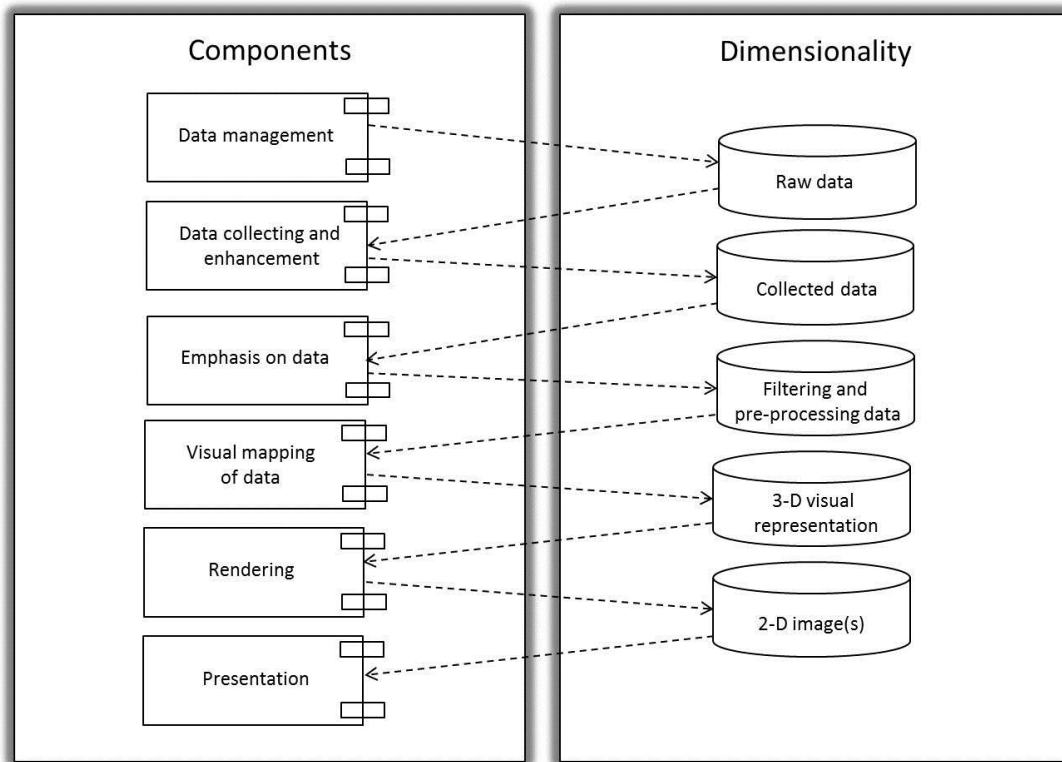 Components
Data management
Data collecting and
enhancement
Emphasis on data
Visual mapping
of data
Rendering
Presentation
Dimensionality
Raw data
Collected data
Filtering and
pre-processing data
3-D visual
representation
2-D image(s)